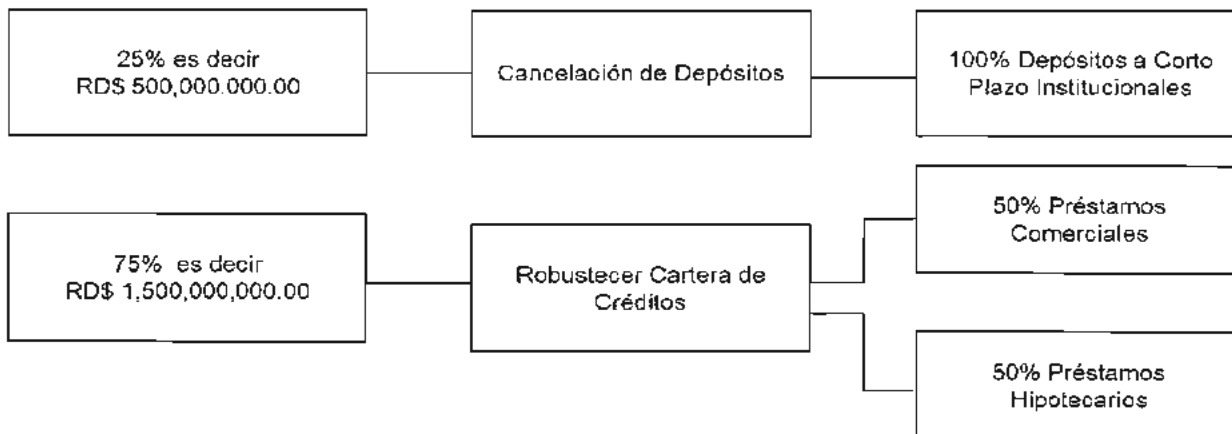 25% es decir
RD$ 500,000.000.00
Cancelación de Depósitos
100% Depósitos a Corto
Plazo Institucionales
75% es decir
RD$ 1,500,000,000.00
Robustecer Cartera de
Créditos
50% Préstamos
Comerciales
50% Préstamos
Hipotecarios